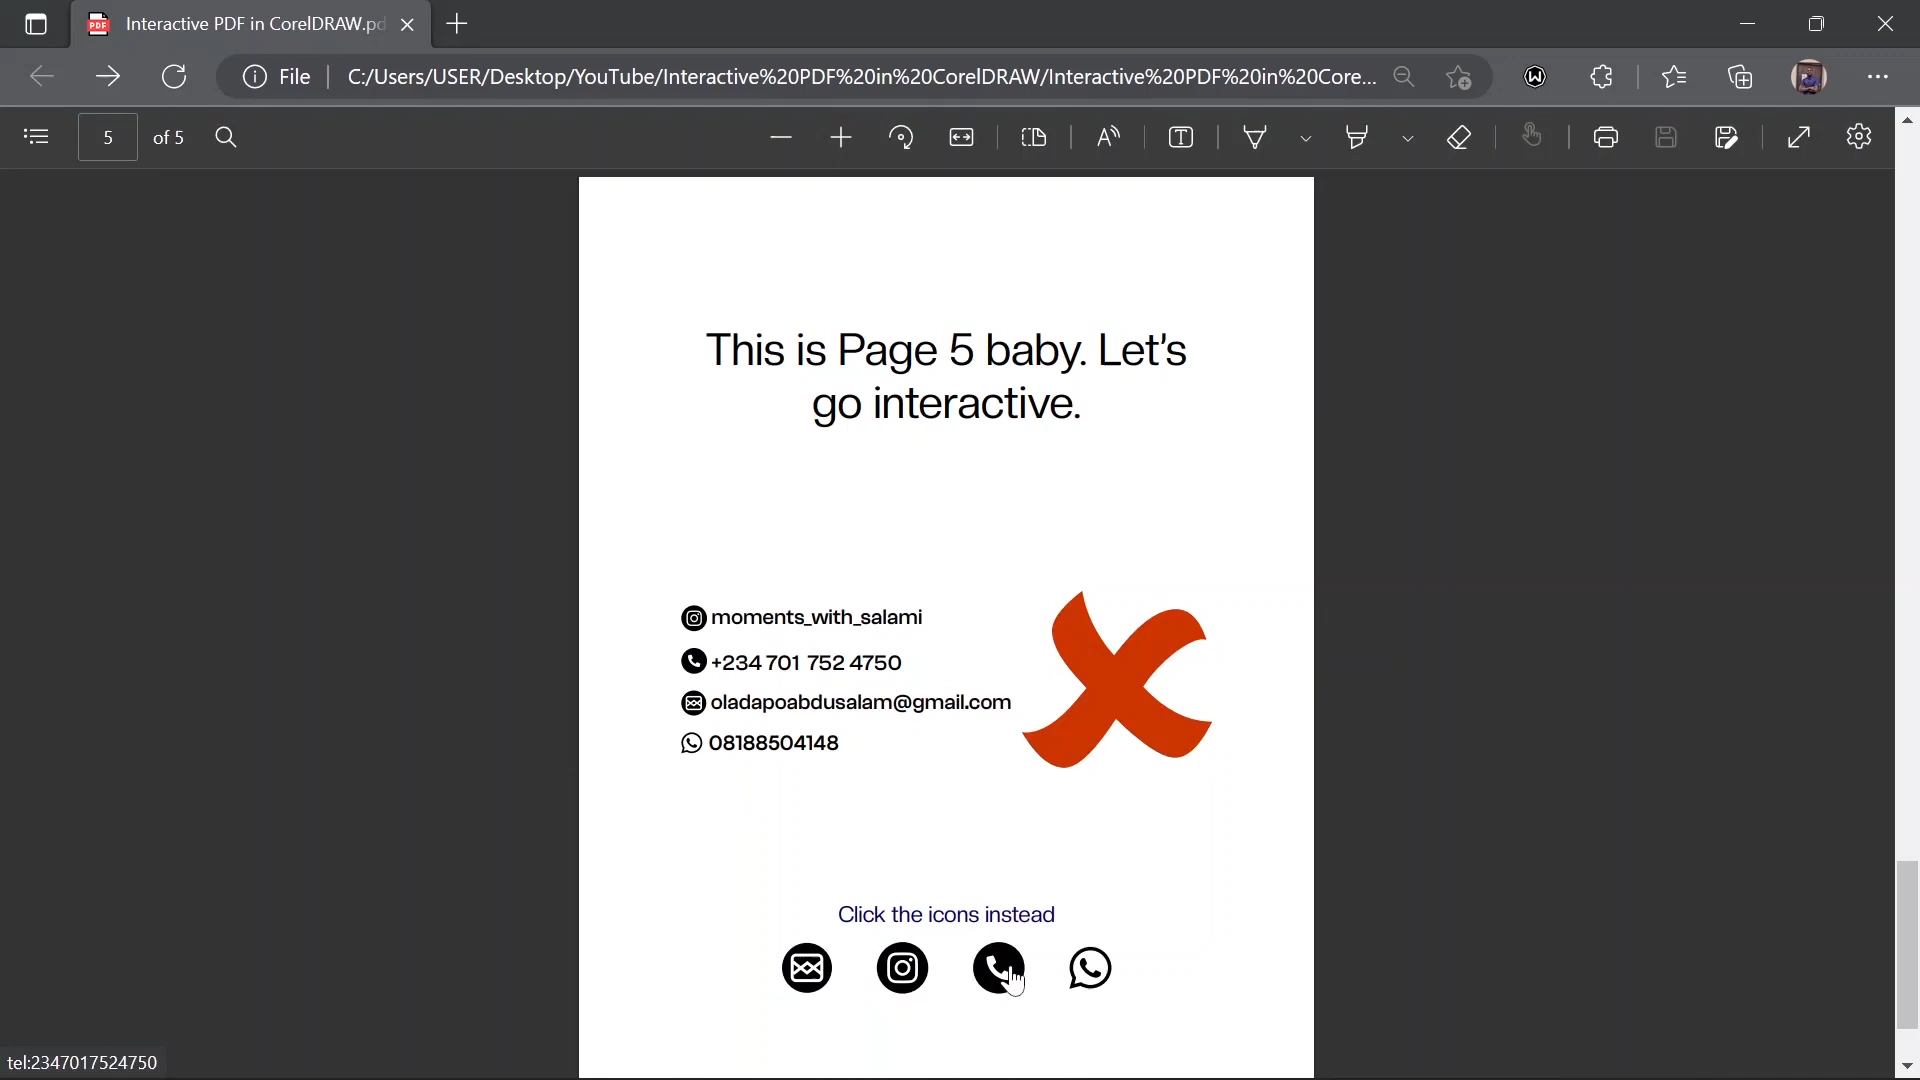 PDF
Interactive PDF in CorelDRAW.pd
File
C:/Users/USER/Desktop/YouTube/Interactive%20PDF%20in%20CorelDRAW/Interactive%20PDF%20in%20Core...
5
of 5
This is Page 5 baby. Let's
go interactive.
moments_with_salami
+234 701 752 4750
oladapoabdusalam@gmail.com
08188504148
Click the icons instead
tel:2347017524750